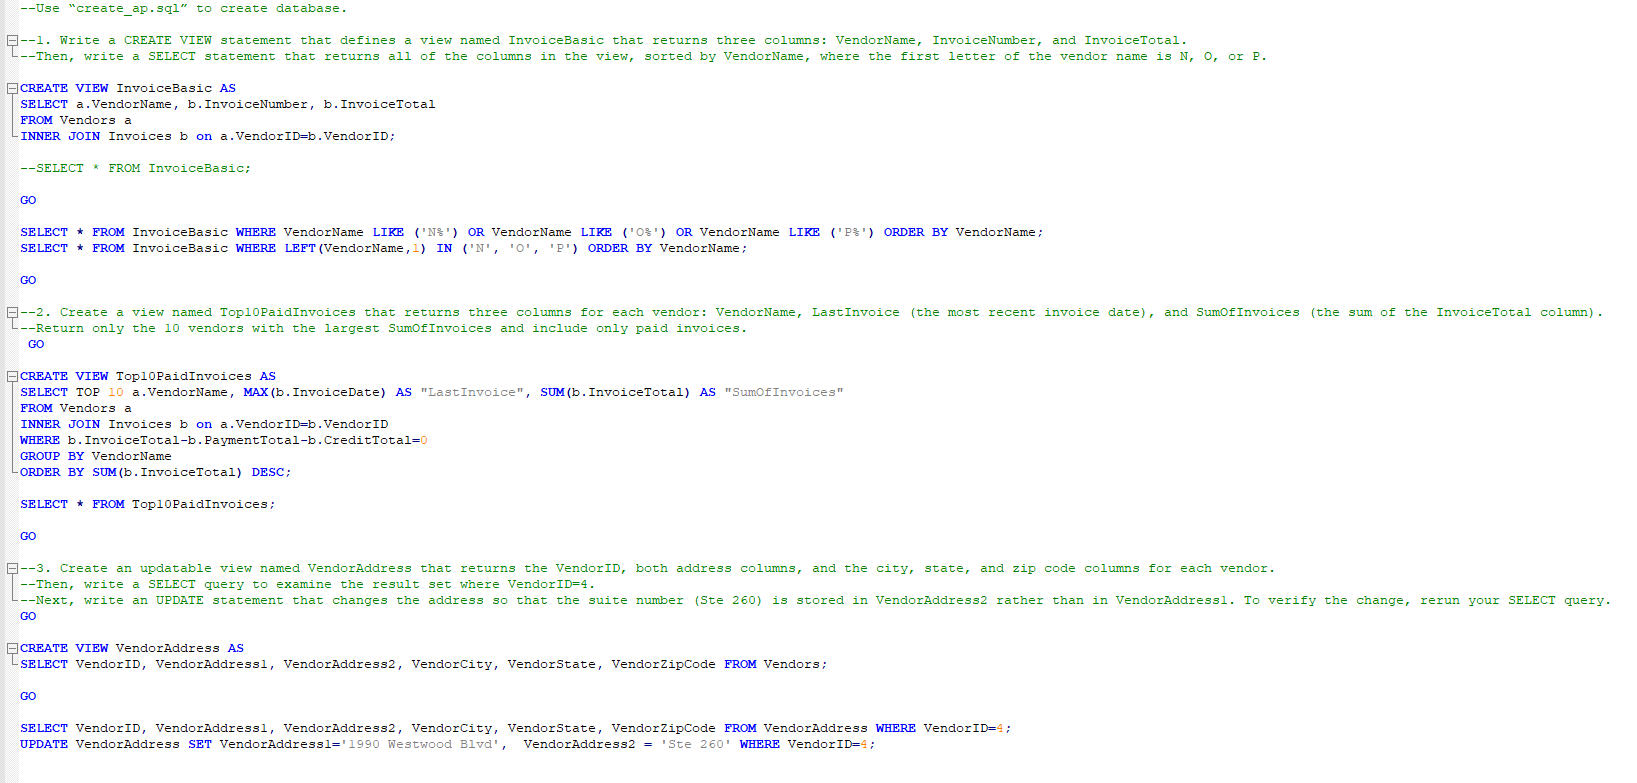 --Use “create_ap.sql” to create database.
--1. Write a CREATE VIEW statement that defines a view named InvoiceBasic that returns three columns: VendorName, InvoiceNumber, and InvoiceTotal.
--Then, write a SELECT statement that returns all of the columns in the view, sorted by VendorName, where the first letter of the vendor name is N, O, or P.
CREATE VIEW InvoiceBasic AS
SELECT a.VendorName, b.InvoiceNumber, b.InvoiceTotal
FROM Vendors a
INNER JOIN Invoices b on a.VendorID=b.VendorID;
--SELECT * FROM InvoiceBasic;
GO
SELECT * FROM InvoiceBasic WHERE VendorName LIKE ('N%') OR VendorName LIKE ('O%') OR VendorName LIKE ('P%') ORDER BY VendorName;
SELECT * FROM InvoiceBasic WHERE LEFT(VendorName,1) IN ('N', 'O', 'P') ORDER BY VendorName;
GO
--2. Create a view named Top10PaidInvoices that returns three columns for each vendor: VendorName, LastInvoice (the most recent invoice date), and SumOfInvoices (the sum of the InvoiceTotal column).
--Return only the 10 vendors with the largest SumOfInvoices and include only paid invoices.
GO
CREATE VIEW Top10PaidInvoices AS
SELECT TOP 10 a.VendorName, MAX(b.InvoiceDate) AS "LastInvoice", SUM(b.InvoiceTotal) AS "SumOfInvoices"
FROM Vendors a
INNER JOIN Invoices b on a.VendorID=b.VendorID
WHERE b.InvoiceTotal-b.PaymentTotal-b.CreditTotal=0
GROUP BY VendorName
ORDER BY SUM(b.InvoiceTotal) DESC;
SELECT * FROM Top10PaidInvoices;
GO
--3. Create an updatable view named VendorAddress that returns the VendorID, both address columns, and the city, state, and zip code columns for each vendor.
--Then, write a SELECT query to examine the result set where VendorID=4.
--Next, write an UPDATE statement that changes the address so that the suite number (Ste 260) is stored in VendorAddress2 rather than in VendorAddress1. To verify the change, rerun your SELECT query.
GO
CREATE VIEW VendorAddress AS
SELECT VendorID, VendorAddress1, VendorAddress2, VendorCity, VendorState, VendorZipCode FROM Vendors;
GO
SELECT VendorID, VendorAddress1, VendorAddress2, VendorCity, VendorState, VendorZipCode FROM VendorAddress WHERE VendorID=4;
UPDATE VendorAddress SET VendorAddress1='1990 Westwood Blvd',  VendorAddress2 = 'Ste 260' WHERE VendorID=4;